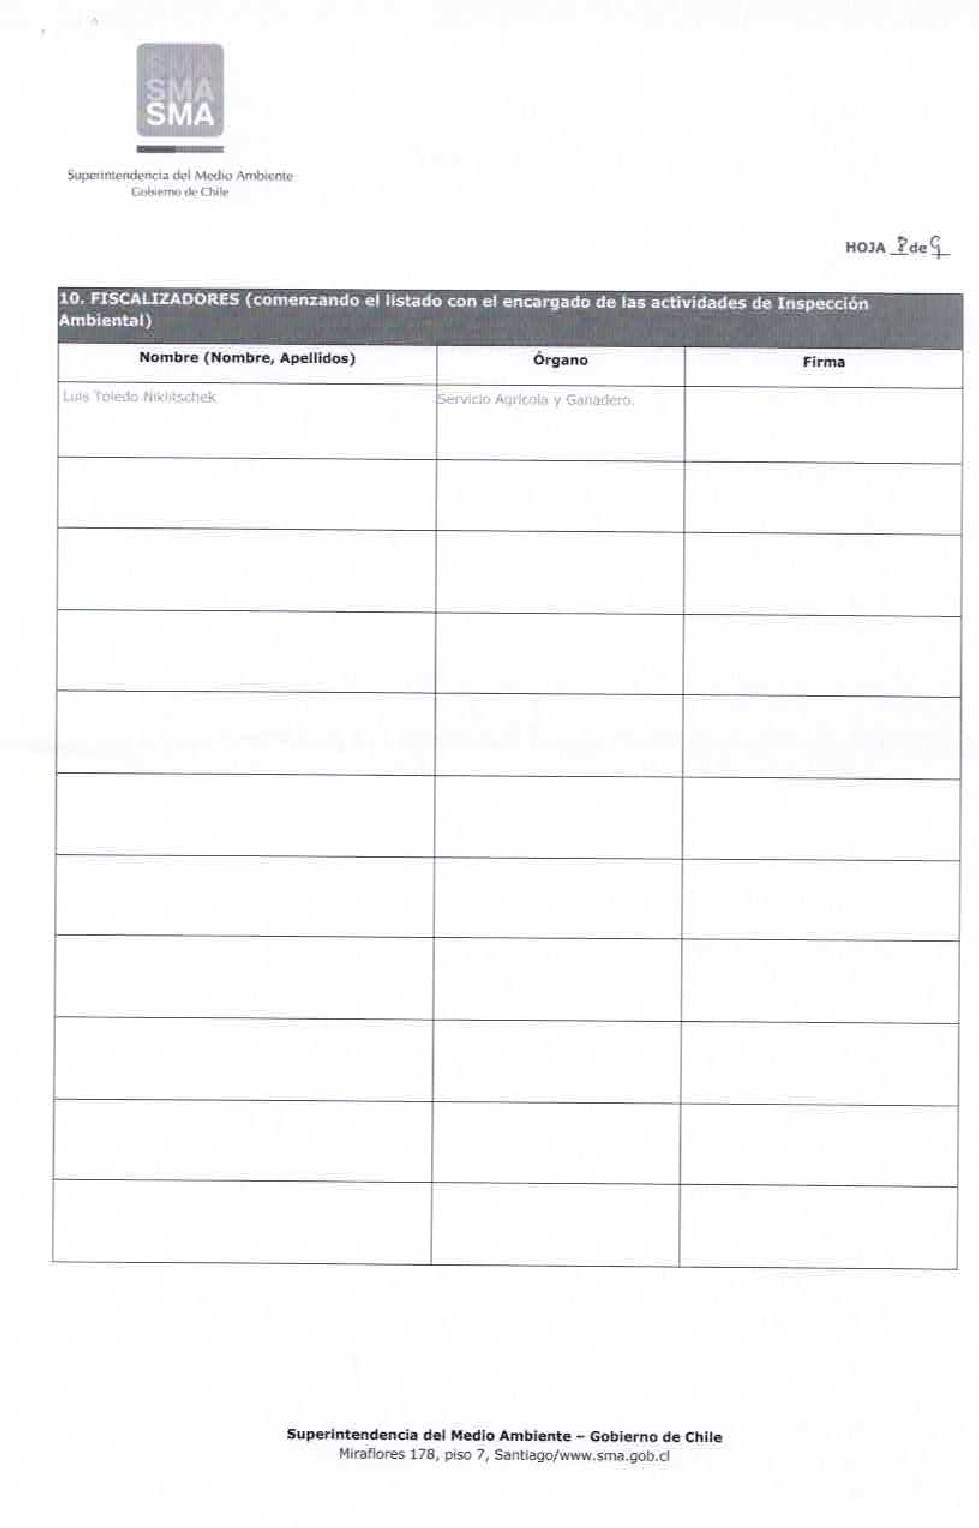 SMA
SMA
Superintendencia del Medio Ambiente
Gobierno de Chile
HOJA 8 de 9
10. FISCALIZADORES (comenzando el listado con el encargado de las actividades de Inspección
Ambiental)
Nombre (Nombre, Apellidos) Órgano Firma
Luis Toledo Niklitschek Servicio Agrícola y Ganadero.
Superintendencia del Medio Ambiente – Gobierno de Chile
Miraflores 178, piso 7, Santiago/www.sma.gob.cl